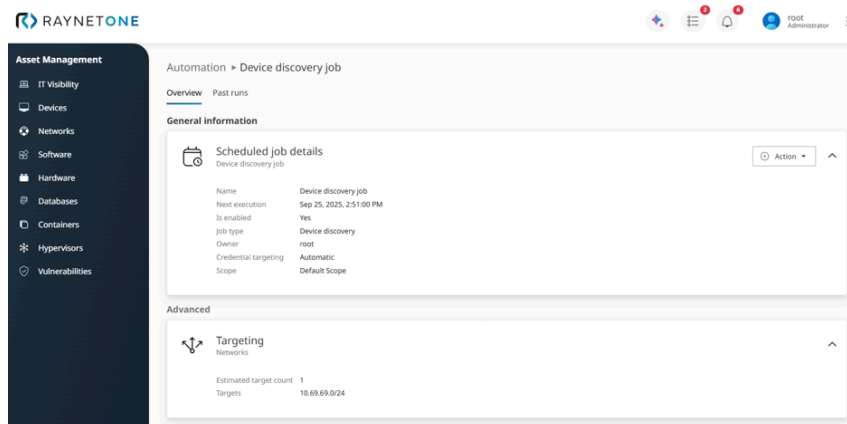 RAYNETONE
2
6
root
Administrator
Asset Management
IT Visibility
Devices
Networks
Software
Hardware
Databases
Containers
Hypervisors
Vulnerabilities
Automation ▸ Device discovery job
Overview Past runs
General information
Scheduled job details
Device discovery job
Action
Name Device discovery job
Next execution Sep 25, 2025, 2:51:00 PM
Is enabled Yes
Job type Device discovery
Owner root
Credential targeting Automatic
Scope Default Scope
Advanced
Targeting
Networks
Estimated target count 1
Targets 10.69.69.0/24